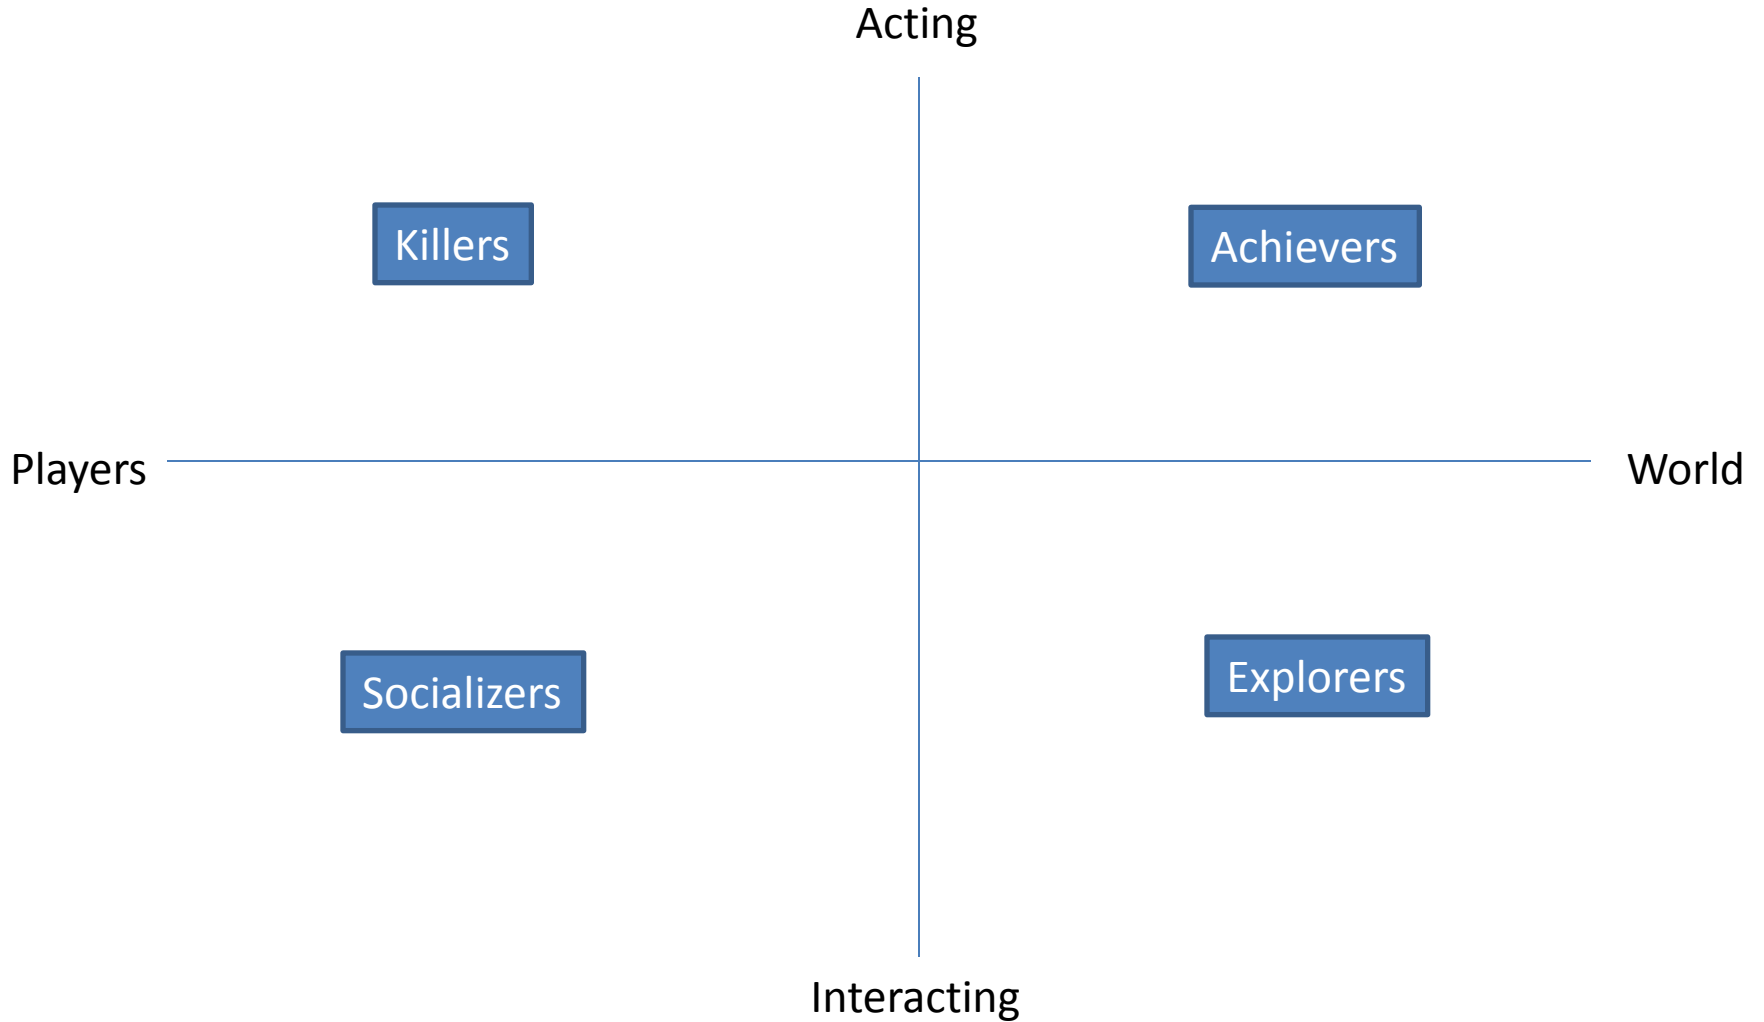 Acting
Killers
Achievers
Players
World
Socializers
Explorers
Interacting